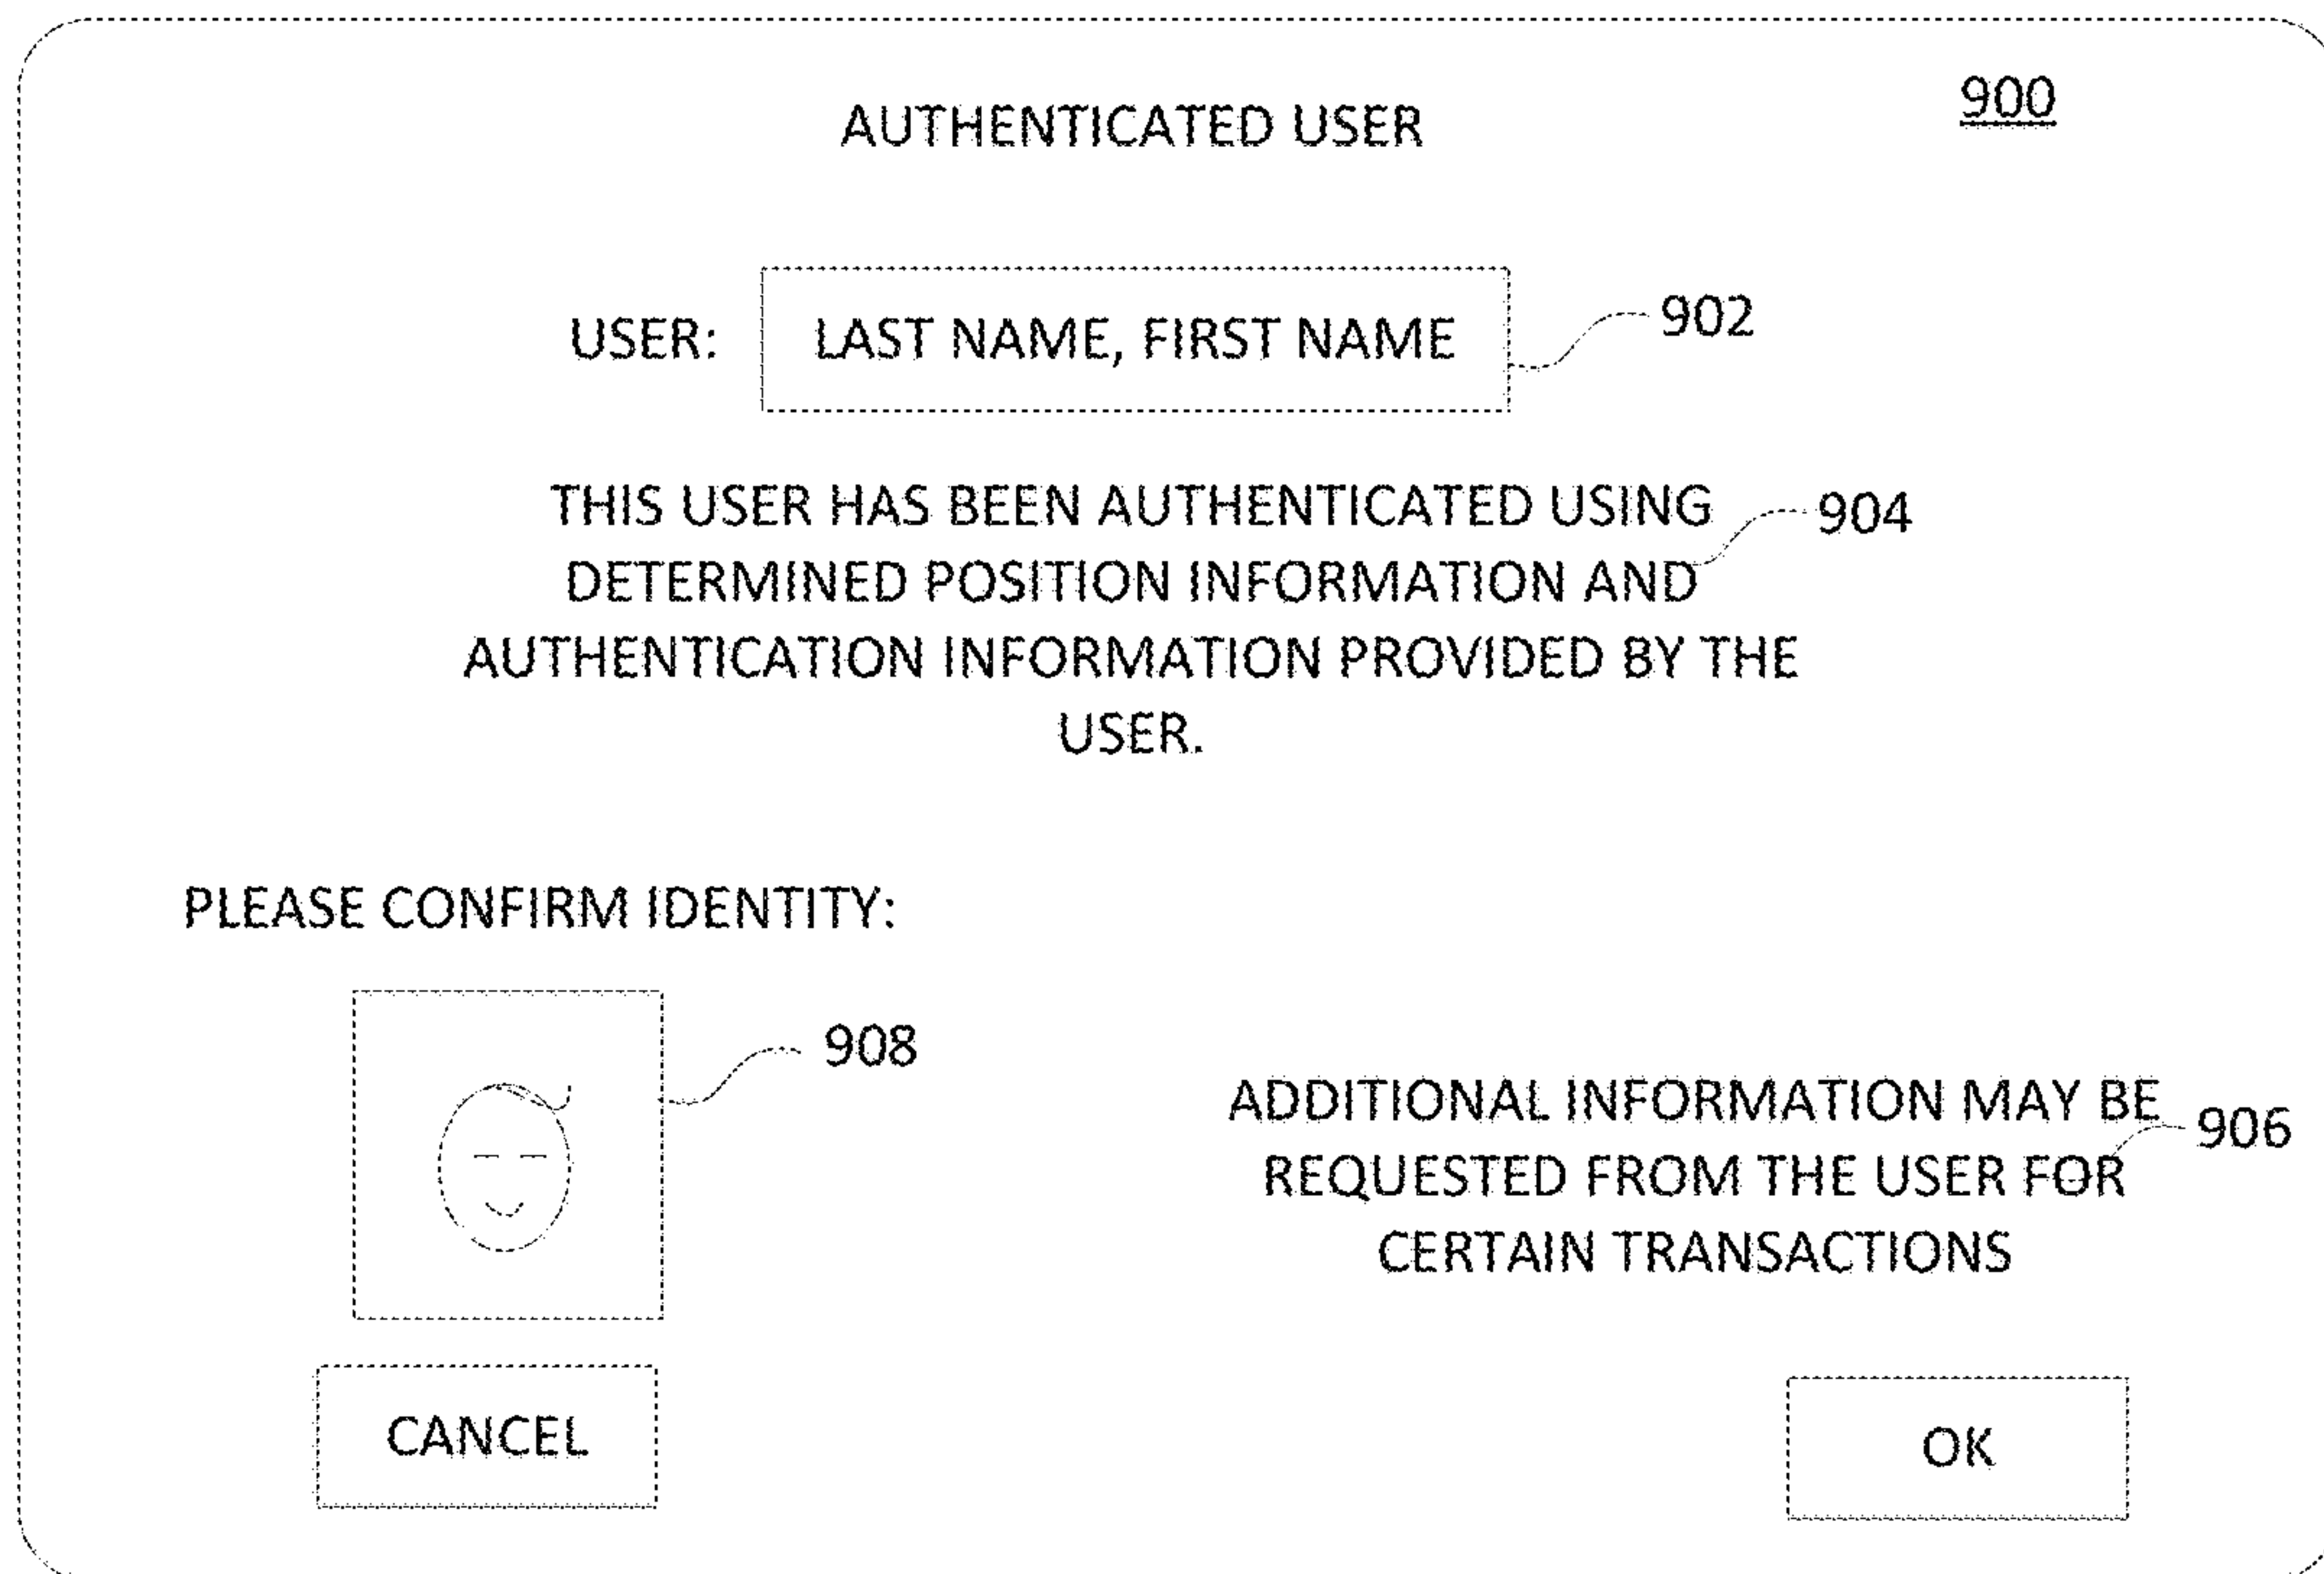 900
AUTHENTICATED USER
USER: LAST NAME, FIRST NAME 902
THIS USER HAS BEEN AUTHENTICATED USING
904
DETERMINED POSITION INFORMATION AND
AUTHENTICATION INFORMATION PROVIDED BY THE
USER.
PLEASE CONFIRM IDENTITY:
908
ADDITIONAL INFORMATION MAY BE
906
REQUESTED FROM THE USER FOR
CERTAIN TRANSACTIONS
CANCEL
OK